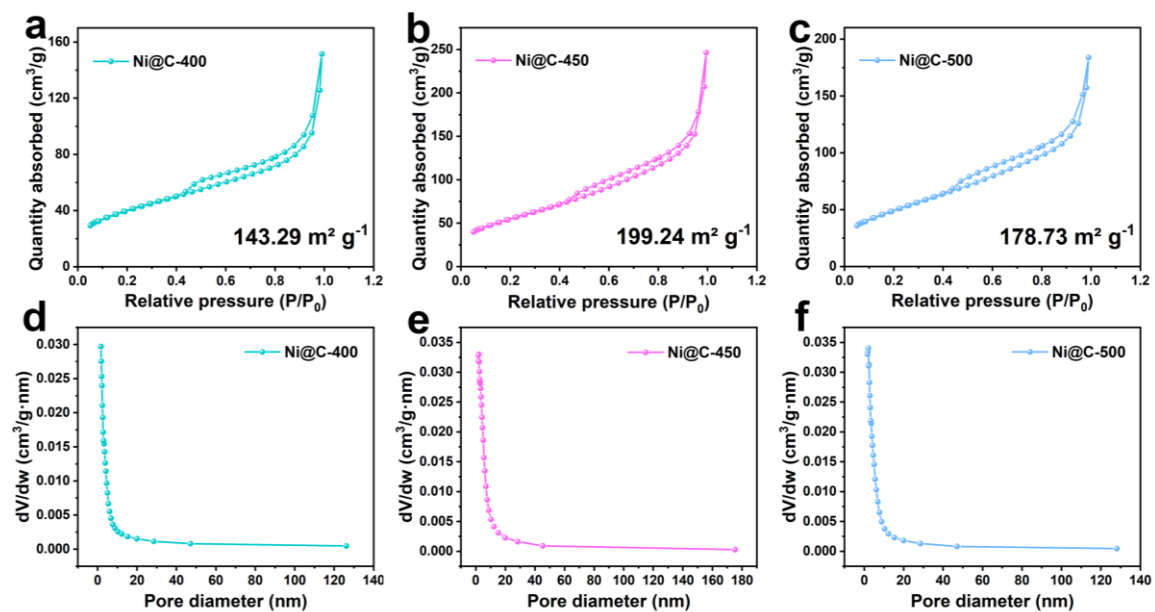 a
Quantity absorbed (cm³/g)
160
120
80
40
0
Ni@C-400
143.29 m² g⁻¹
0.0 0.2 0.4 0.6 0.8 1.0 1.2
Relative pressure (P/P₀)
b
Quantity absorbed (cm³/g)
250
200
150
100
50
0
Ni@C-450
199.24 m² g⁻¹
0.0 0.2 0.4 0.6 0.8 1.0 1.2
Relative pressure (P/P₀)
c
Quantity absorbed (cm³/g)
200
150
100
50
0
Ni@C-500
178.73 m² g⁻¹
0.0 0.2 0.4 0.6 0.8 1.0 1.2
Relative pressure (P/P₀)
d
dV/dw (cm³/g·nm)
0.030
0.025
0.020
0.015
0.010
0.005
0.000
Ni@C-400
0 20 40 60 80 100 120 140
Pore diameter (nm)
e
dV/dw (cm³/g·nm)
0.035
0.030
0.025
0.020
0.015
0.010
0.005
0.000
Ni@C-450
0 20 40 60 80 100 120 140 160 180
Pore diameter (nm)
f
dV/dw (cm³/g·nm)
0.035
0.030
0.025
0.020
0.015
0.010
0.005
0.000
Ni@C-500
0 20 40 60 80 100 120 140
Pore diameter (nm)